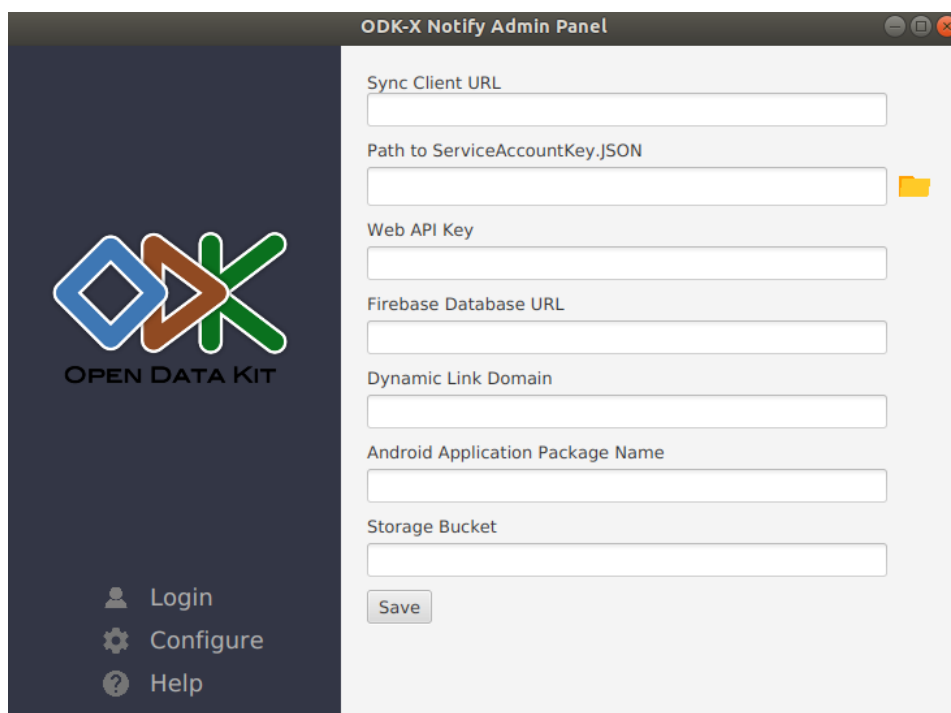 ODK-X Notify Admin Panel
OPEN DATA KIT
Login
Configure
Help
Sync Client URL
Path to ServiceAccountKey.JSON
Web API Key
Firebase Database URL
Dynamic Link Domain
Android Application Package Name
Storage Bucket
Save